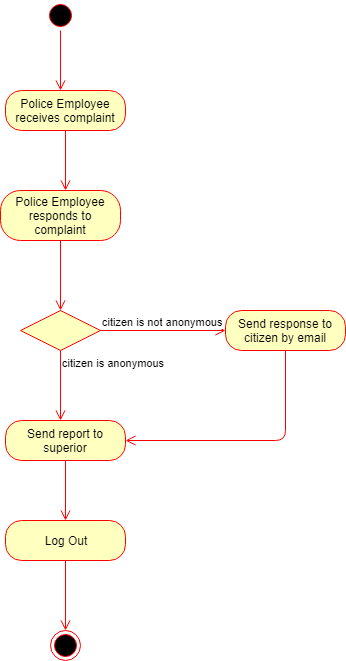 Police Employee
receives complaint
Police Employee
responds to
complaint
citizen is not anonymous
Send response to
citizen by email
citizen is anonymous
Send report to
superior
Log Out